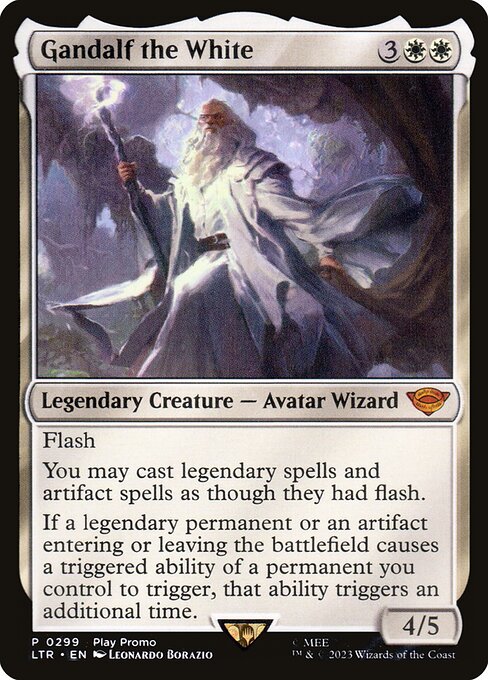 Gandalf the White 3
Legendary Creature — Avatar Wizard
Flash
You may cast legendary spells and
artifact spells as though they had flash.
If a legendary permanent or an artifact
entering or leaving the battlefield causes
a triggered ability of a permanent you
control to trigger, that ability triggers an
additional time.
4/5
P 0299 Play Promo
LTR • EN Leonardo Borazio
© MEE
™ & © 2023 Wizards of the Coast